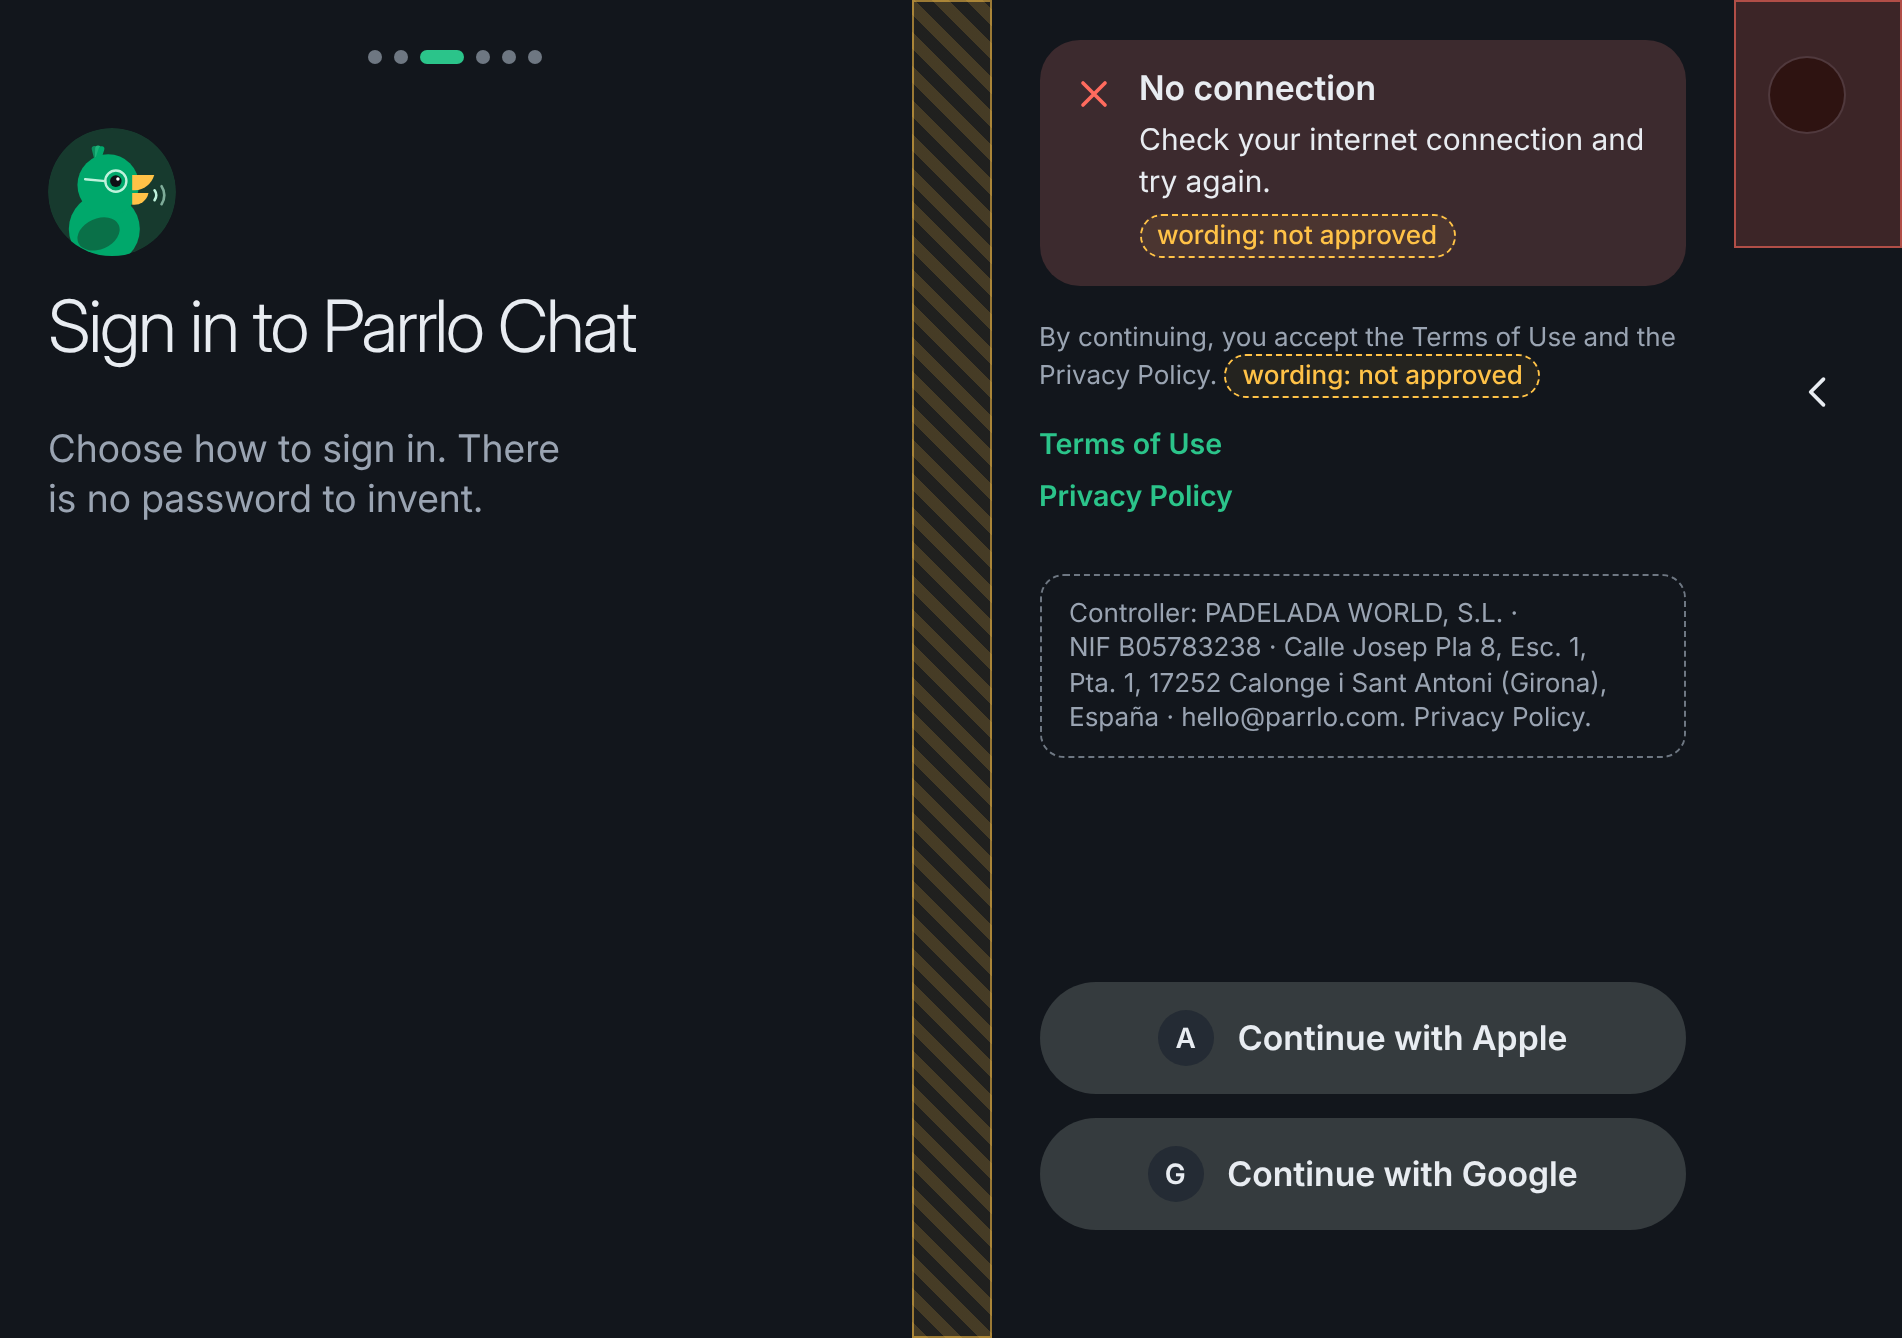 Sign in to Parrlo Chat
Choose how to sign in. There
is no password to invent.
No connection
Check your internet connection and
try again.
wording: not approved
By continuing, you accept the Terms of Use and the
Privacy Policy. wording: not approved
Terms of Use
Privacy Policy
Controller: PADELADA WORLD, S.L. ·
NIF B05783238 · Calle Josep Pla 8, Esc. 1,
Pta. 1, 17252 Calonge i Sant Antoni (Girona),
España · hello@parrlo.com. Privacy Policy.
A Continue with Apple
G Continue with Google